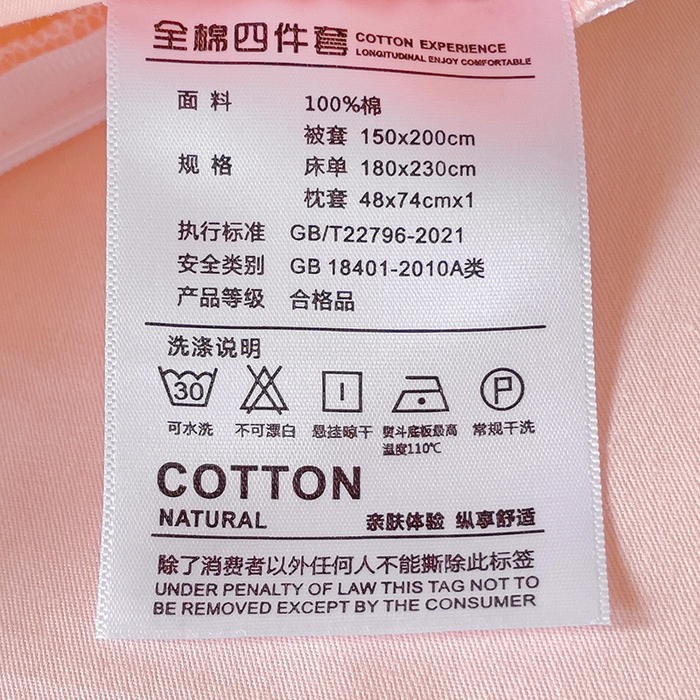 全棉四件套 COTTON EXPERIENCE
LONGITUDINAL ENJOY COMFORTABLE
面料 100%棉
被套 150x200cm
规格 床单 180x230cm
枕套 48x74cmx1
执行标准 GB/T22796-2021
安全类别 GB 18401-2010A类
产品等级 合格品
洗涤说明
30
P
可水洗 不可漂白 悬挂晾干 熨斗底板最高温度110℃ 常规干洗
COTTON
NATURAL 亲肤体验 纵享舒适
除了消费者以外任何人不能撕除此标签
UNDER PENALTY OF LAW THIS TAG NOT TO
BE REMOVED EXCEPT BY THE CONSUMER